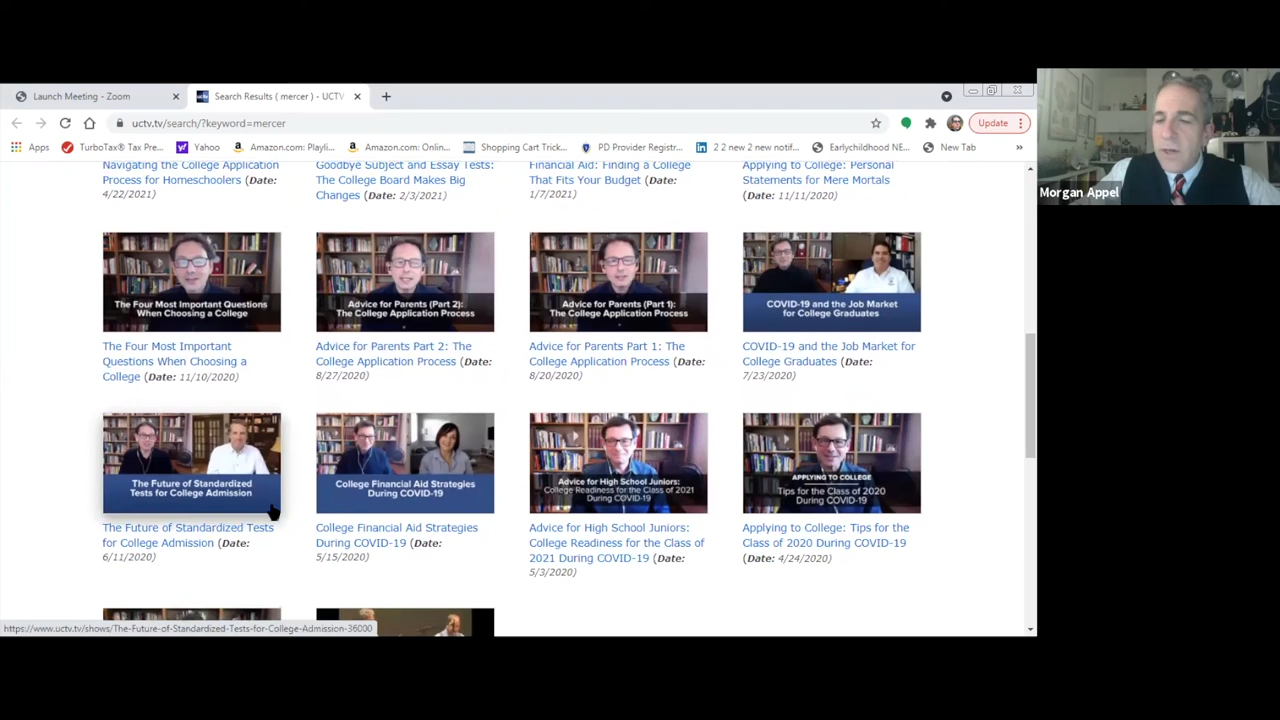 Launch Meeting - Zoom
Search Results ( mercer ) - UCTV
uctv.tv/search/?keyword=mercer
Update
Apps
TurboTax® Tax Pre...
Yahoo
Amazon.com: Playli...
Amazon.com: Onlin...
Shopping Cart Trick...
PD Provider Registr...
2 2 new 2 new notif...
Earlychildhood NE...
New Tab
»
Morgan Appel
Navigating the College Application
Process for Homeschoolers (Date:
4/22/2021)
Goodbye Subject and Essay Tests:
The College Board Makes Big
Changes (Date: 2/3/2021)
Financial Aid: Finding a College
That Fits Your Budget (Date:
1/7/2021)
Applying to College: Personal
Statements for Mere Mortals
(Date: 11/11/2020)
The Four Most Important Questions
When Choosing a College
The Four Most Important
Questions When Choosing a
College (Date: 11/10/2020)
Advice for Parents (Part 2):
The College Application Process
Advice for Parents Part 2: The
College Application Process (Date:
8/27/2020)
Advice for Parents (Part 1):
The College Application Process
Advice for Parents Part 1: The
College Application Process (Date:
8/20/2020)
COVID-19 and the Job Market
for College Graduates
COVID-19 and the Job Market for
College Graduates (Date:
7/23/2020)
The Future of Standardized
Tests for College Admission
The Future of Standardized Tests
for College Admission (Date:
6/11/2020)
College Financial Aid Strategies
During COVID-19
College Financial Aid Strategies
During COVID-19 (Date:
5/15/2020)
Advice for High School Juniors:
College Readiness for the Class of 2021
During COVID-19
Advice for High School Juniors:
College Readiness for the Class of
2021 During COVID-19 (Date:
5/3/2020)
APPLYING TO COLLEGE
Tips for the Class of 2020
During COVID-19
Applying to College: Tips for the
Class of 2020 During COVID-19
(Date: 4/24/2020)
https://www.uctv.tv/shows/The-Future-of-Standardized-Tests-for-College-Admission-36000